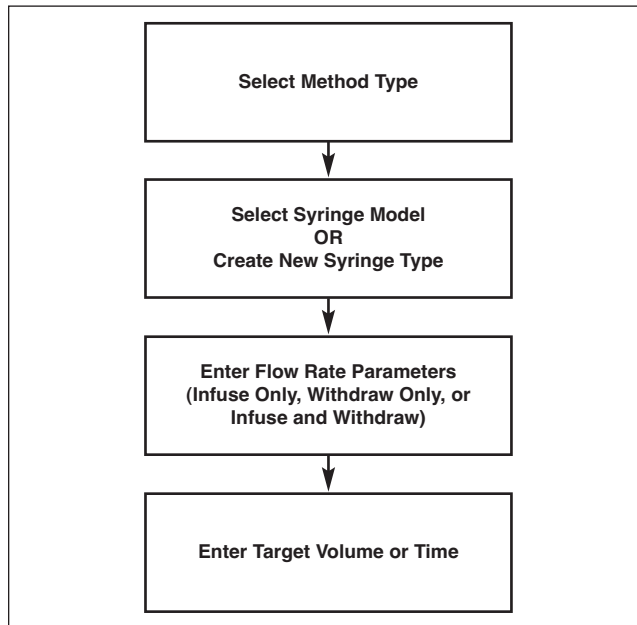 Select Method Type
Select Syringe Model
OR
Create New Syringe Type
Enter Flow Rate Parameters
(Infuse Only, Withdraw Only, or
Infuse and Withdraw)
Enter Target Volume or Time